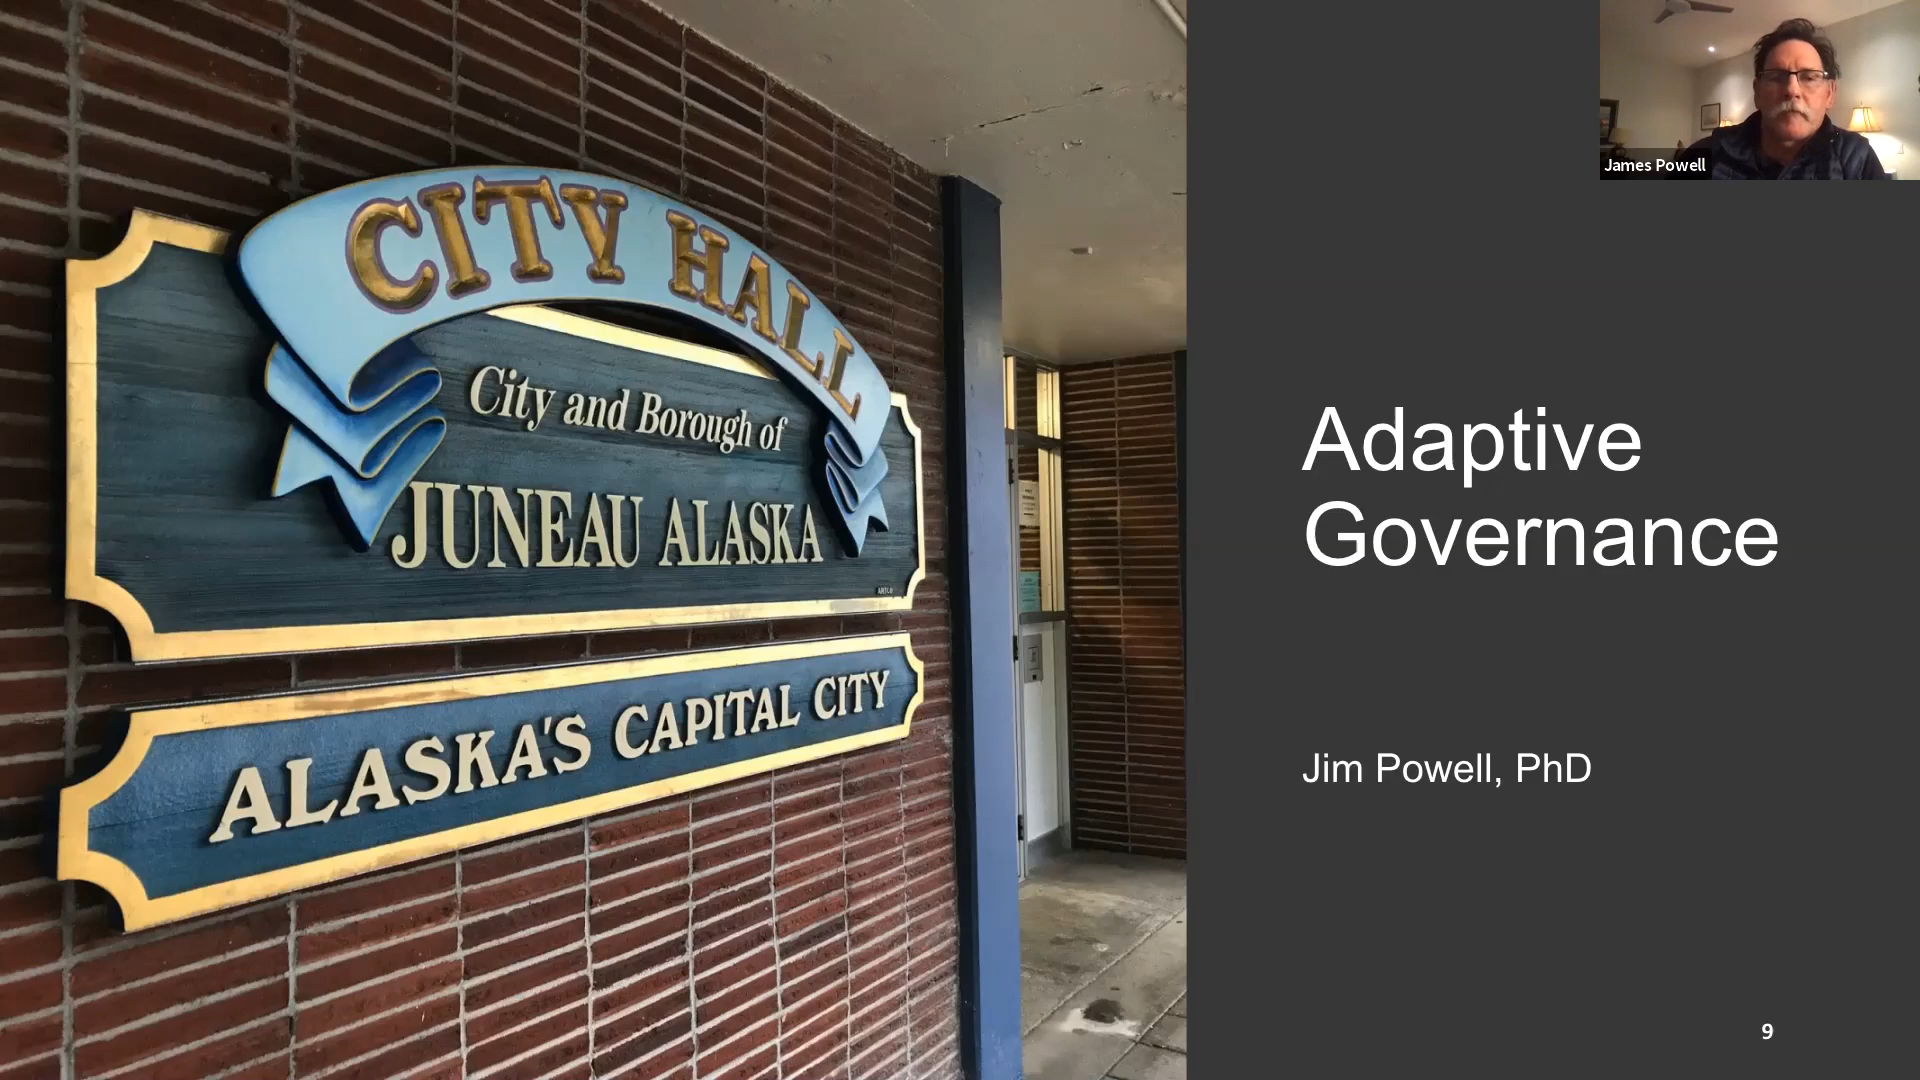 CITY HALL
City and Borough of
JUNEAU ALASKA
ALASKA'S CAPITAL CITY
Adaptive
Governance
Jim Powell, PhD
James Powell
9